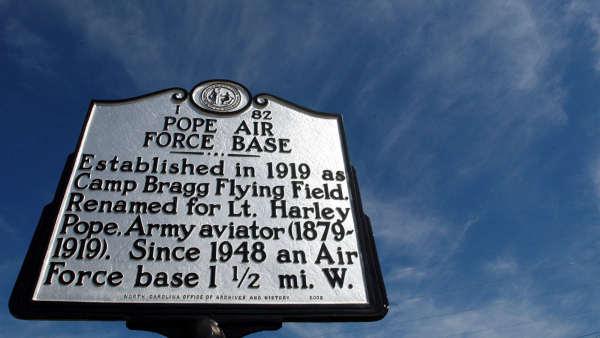 I 82
POPE AIR
FORCE BASE
Established in 1919 as
Camp Bragg Flying Field.
Renamed for Lt. Harley
Pope, Army aviator (1879-
1919). Since 1948 an Air
Force base 1 1/2 mi. W.
NORTH CAROLINA OFFICE OF ARCHIVES AND HISTORY 2008